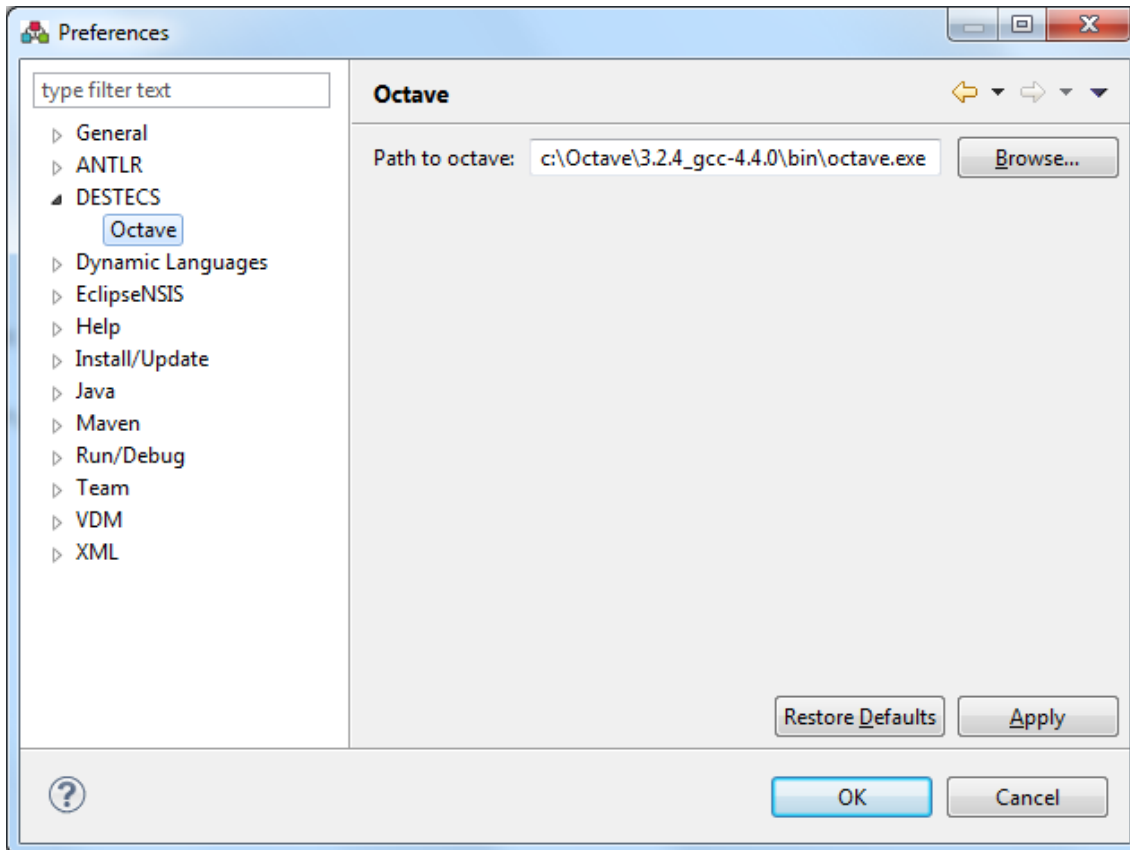 Preferences
type filter text
General
ANTLR
DESTECS
Octave
Dynamic Languages
EclipseNSIS
Help
Install/Update
Java
Maven
Run/Debug
Team
VDM
XML
Octave
Path to octave: c:\Octave\3.2.4_gcc-4.4.0\bin\octave.exe Browse...
Restore Defaults Apply
? OK Cancel